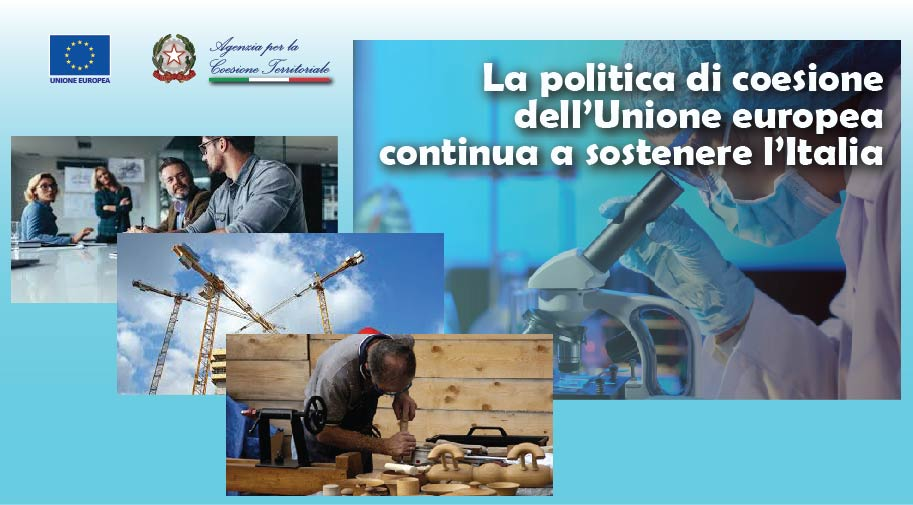 UNIONE EUROPEA
Agenzia per la
Coesione Territoriale
La politica di coesione
dell’Unione europea
continua a sostenere l’Italia